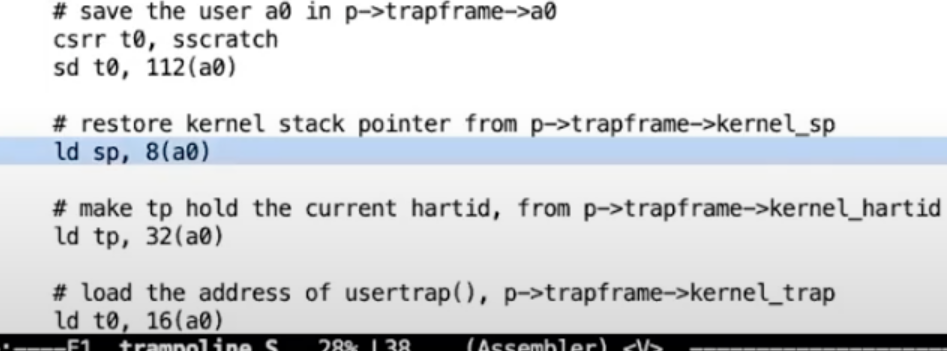 # save the user a0 in p->trapframe->a0
csrr t0, sscratch
sd t0, 112(a0)
# restore kernel stack pointer from p->trapframe->kernel_sp
ld sp, 8(a0)
# make tp hold the current hartid, from p->trapframe->kernel_hartid
ld tp, 32(a0)
# load the address of usertrap(), p->trapframe->kernel_trap
ld t0, 16(a0)
-:----F1 trampoline.S 28% L38 (Assembler) <V>